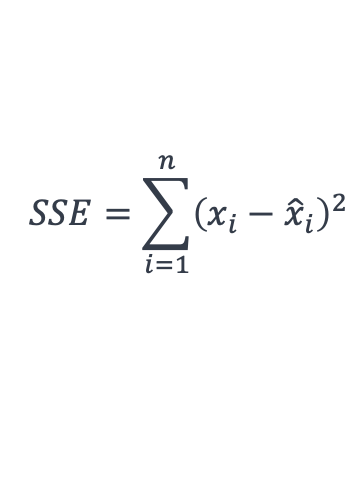 SSE = n∑i=1 (xᵢ − x̂ᵢ)²